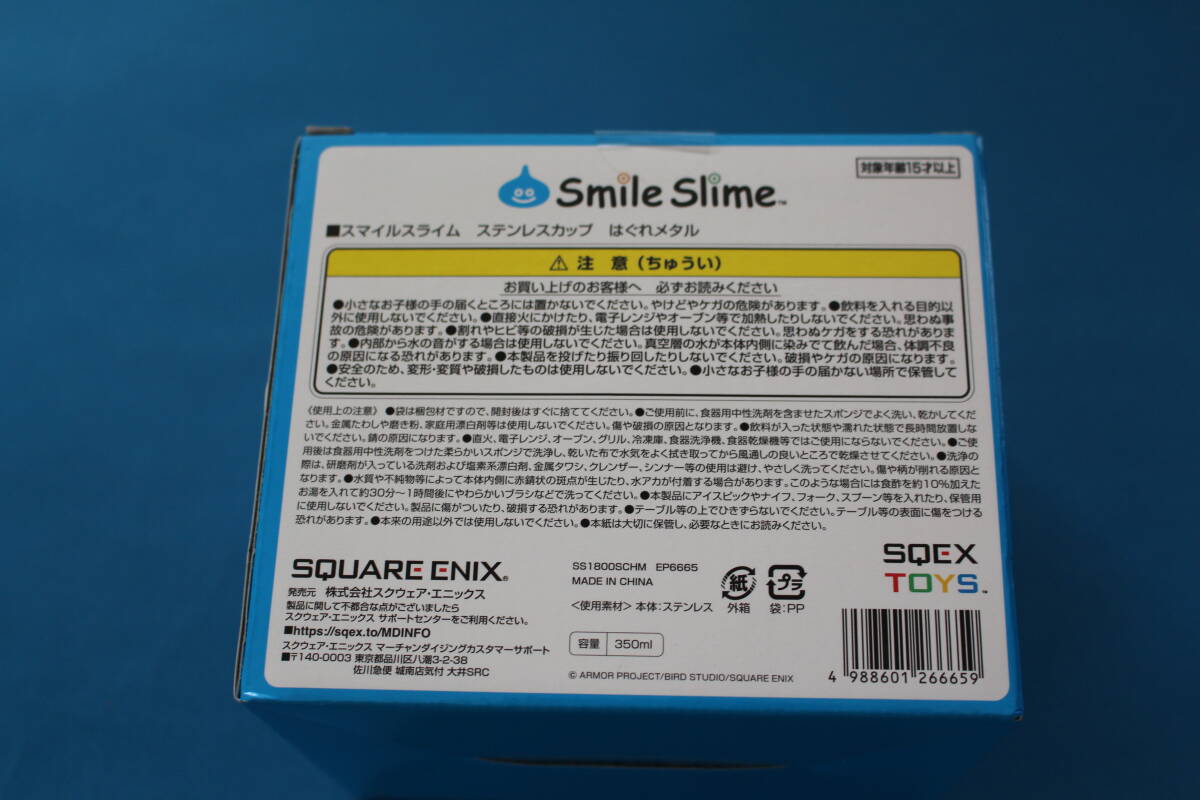 Smile Slime™
対象年齢15才以上
■スマイルスライム ステンレスカップ はぐれメタル
⚠ 注 意（ちゅうい）
お買い上げのお客様へ 必ずお読みください
●小さなお子様の手の届くところには置かないでください。やけどやケガの危険があります。●飲料を入れる目的以
外に使用しないでください。●直接火にかけたり、電子レンジやオーブン等で加熱したりしないでください。思わぬ事
故の危険があります。●割れやヒビ等の破損が生じた場合は使用しないでください。思わぬケガをする恐れがありま
す。●内部から水の音がする場合は使用しないでください。真空層の水が本体内側に染みでて飲んだ場合、体調不良
の原因になる恐れがあります。●本製品を投げたり振り回したりしないでください。破損やケガの原因になります。
●安全のため、変形・変質や破損したものは使用しないでください。●小さなお子様の手の届かない場所で保管して
ください。
〈使用上の注意〉●袋は梱包材ですので、開封後はすぐに捨ててください。●ご使用前に、食器用中性洗剤を含ませたスポンジでよく洗い、乾かしてくだ
さい。金属たわしや磨き粉、家庭用漂白剤等は使用しないでください。傷や破損の原因となります。●飲料が入った状態や濡れた状態で長時間放置しな
いでください。錆の原因になります。●直火、電子レンジ、オーブン、グリル、冷凍庫、食器洗浄機、食器乾燥機等ではご使用にならないでください。●ご使
用後は食器用中性洗剤をつけた柔らかいスポンジで洗浄し、乾いた布で水気をよく拭き取ってから風通しの良いところで乾燥させてください。●洗浄の
際は、研磨剤が入っている洗剤および塩素系漂白剤、金属タワシ、クレンザー、シンナー等の使用は避け、やさしく洗ってください。傷や柄が削れる原因と
なります。●水質や不純物等によって本体内側に赤錆状の斑点が生じたり、水アカが付着する場合があります。このような場合には食酢を約10%加えた
お湯を入れて約30分～1時間後にやわらかいブラシなどで洗ってください。●本製品にアイスピックやナイフ、フォーク、スプーン等を入れたり、保管用
に使用しないでください。製品に傷がついたり、破損する恐れがあります。●テーブル等の上でひきずらないでください。テーブル等の表面に傷をつける
恐れがあります。●本来の用途以外では使用しないでください。●本紙は大切に保管し、必要なときにお読みください。
SQUARE ENIX®
発売元 株式会社スクウェア・エニックス
製品に関して不都合な点がございましたら
スクウェア・エニックス サポートセンターをご利用ください。
■https://sqex.to/MDINFO
スクウェア・エニックス マーチャンダイジングカスタマーサポート
■〒140-0003 東京都品川区八潮3-2-38
佐川急便 城南店気付 大井SRC
SS1800SCHM EP6665
MADE IN CHINA
紙 外箱
プラ 袋:PP
〈使用素材〉本体:ステンレス
容量 350ml
© ARMOR PROJECT/BIRD STUDIO/SQUARE ENIX
SQEX
TOYS™
4 988601 266659